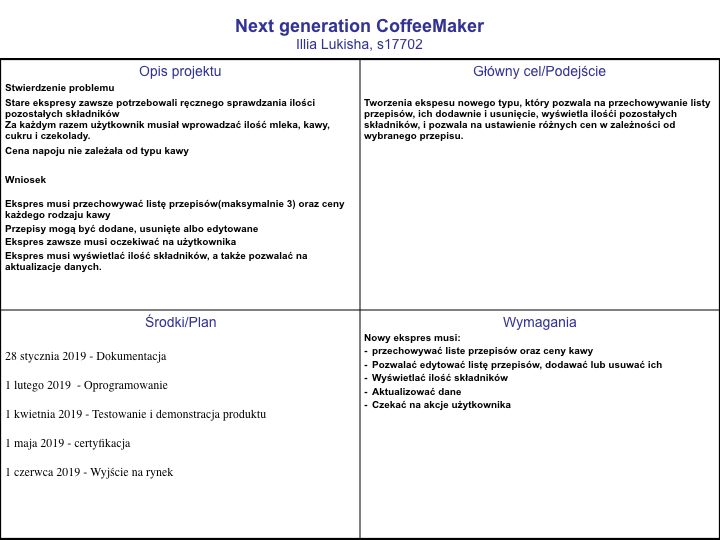 Next generation CoffeeMaker
Illia Lukisha, s17702
Opis projektu
Stwierdzenie problemu
Stare ekspresy zawsze potrzebowali ręcznego sprawdzania ilości
pozostałych składników
Za każdym razem użytkownik musiał wprowadzać ilość mleka, kawy,
cukru i czekolady.
Cena napoju nie zależała od typu kawy
Wniosek
Ekspres musi przechowywać listę przepisów(maksymalnie 3) oraz ceny
każdego rodzaju kawy
Przepisy mogą być dodane, usunięte albo edytowane
Ekspres zawsze musi oczekiwać na użytkownika
Ekspres musi wyświetlać ilość składników, a także pozwalać na
aktualizacje danych.
Główny cel/Podejście
Tworzenia ekspesu nowego typu, który pozwala na przechowywanie listy
przepisów, ich dodawnie i usunięcie, wyświetla ilośći pozostałych
składników, i pozwala na ustawienie różnych cen w zależności od
wybranego przepisu.
Środki/Plan
28 stycznia 2019 - Dokumentacja
1 lutego 2019  - Oprogramowanie
1 kwietnia 2019 - Testowanie i demonstracja produktu
1 maja 2019 - certyfikacja
1 czerwca 2019 - Wyjście na rynek
Wymagania
Nowy ekspres musi:
- przechowywać liste przepisów oraz ceny kawy
- Pozwalać edytować listę przepisów, dodawać lub usuwać ich
- Wyświetlać ilość składników
- Aktualizować dane
- Czekać na akcje użytkownika